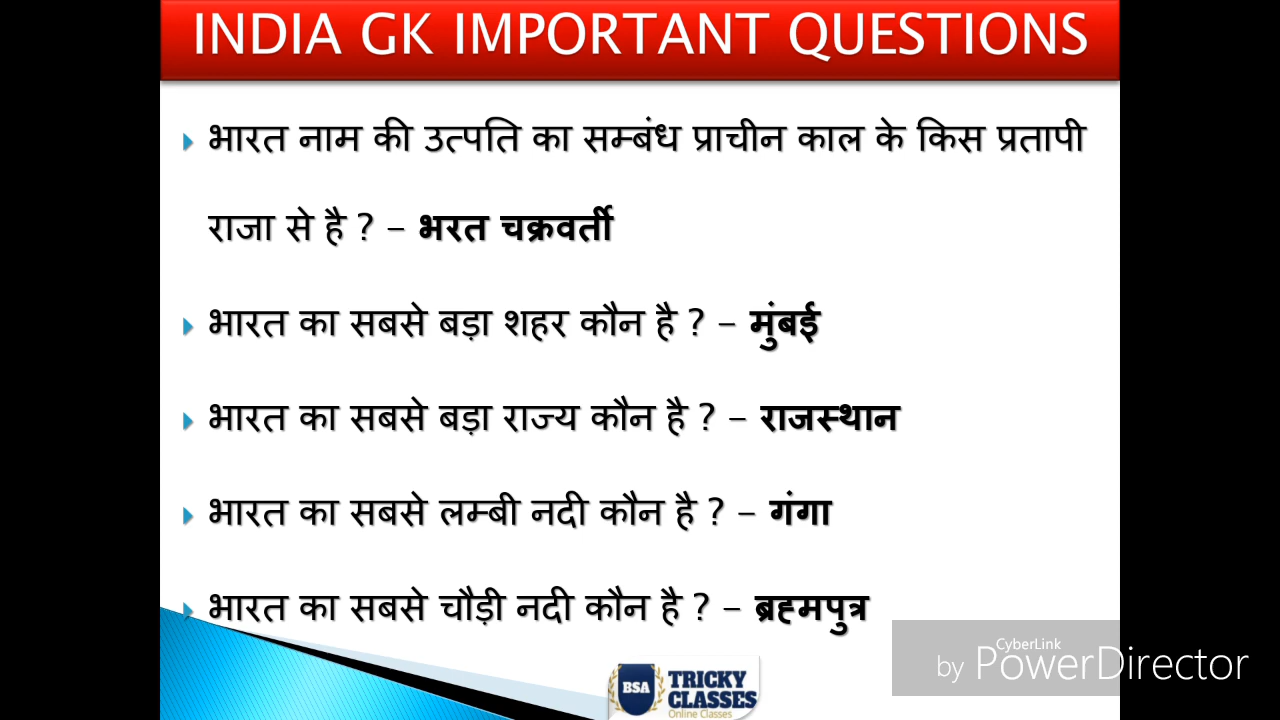 INDIA GK IMPORTANT QUESTIONS
भारत नाम की उत्पति का सम्बंध प्राचीन काल के किस प्रतापी
राजा से है ? – भरत चक्रवर्ती
भारत का सबसे बड़ा शहर कौन है ? – मुंबई
भारत का सबसे बड़ा राज्य कौन है ? – राजस्थान
भारत का सबसे लम्बी नदी कौन है ? – गंगा
भारत का सबसे चौड़ी नदी कौन है ? – ब्रह्मपुत्र
CyberLink
by PowerDirector
BSA
TRICKY
CLASSES
Online Classes